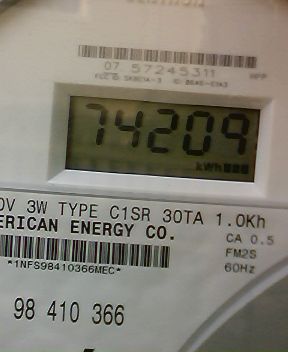 07 57245311
74209
kWh
0V 3W TYPE C1SR 30TA 1.0Kh
ERICAN ENERGY CO.
CA 0.5
FM2S
60Hz
*1NFS98410366MEC*
98 410 366